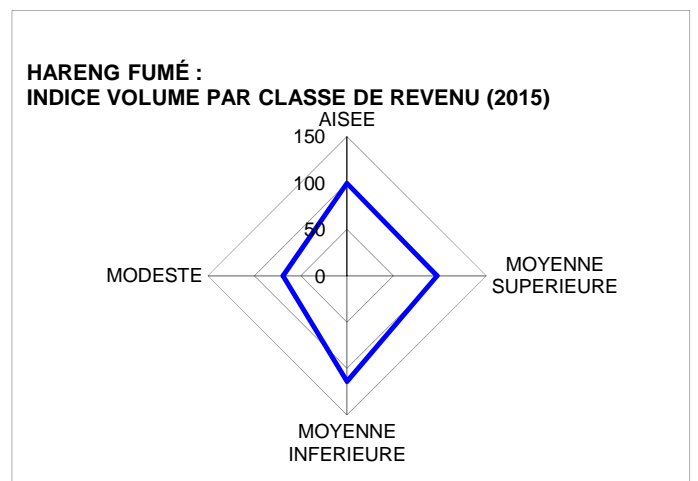 HARENG FUMÉ :
INDICE VOLUME PAR CLASSE DE REVENU (2015)
AISEE
150
100
50
0
MODESTE
MOYENNE
SUPERIEURE
MOYENNE
INFERIEURE